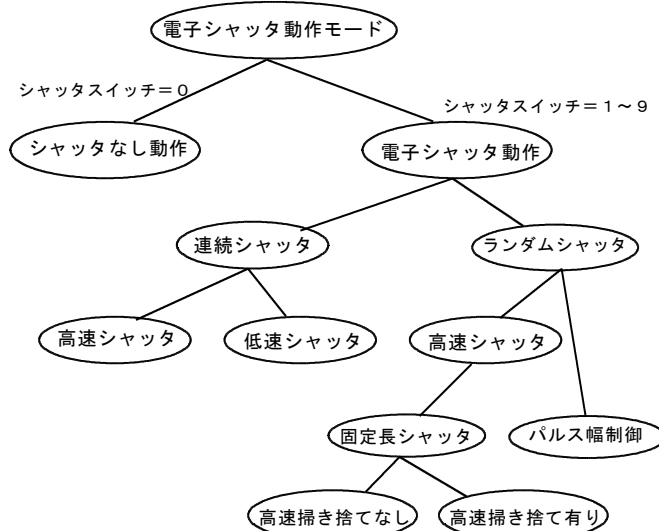 電子シャッタ動作モード
シャッタスイッチ＝０
シャッタスイッチ＝１～９
シャッタなし動作
電子シャッタ動作
連続シャッタ
ランダムシャッタ
高速シャッタ
低速シャッタ
高速シャッタ
固定長シャッタ
パルス幅制御
高速掃き捨てなし
高速掃き捨て有り